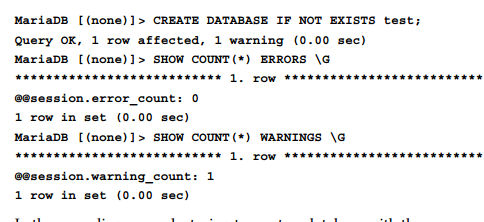 MariaDB [(none)]> CREATE DATABASE IF NOT EXISTS test;
Query OK, 1 row affected, 1 warning (0.00 sec)
MariaDB [(none)]> SHOW COUNT(*) ERRORS \G
*************************** 1. row ***************************
@@session.error_count: 0
1 row in set (0.00 sec)
MariaDB [(none)]> SHOW COUNT(*) WARNINGS \G
*************************** 1. row ***************************
@@session.warning_count: 1
1 row in set (0.00 sec)